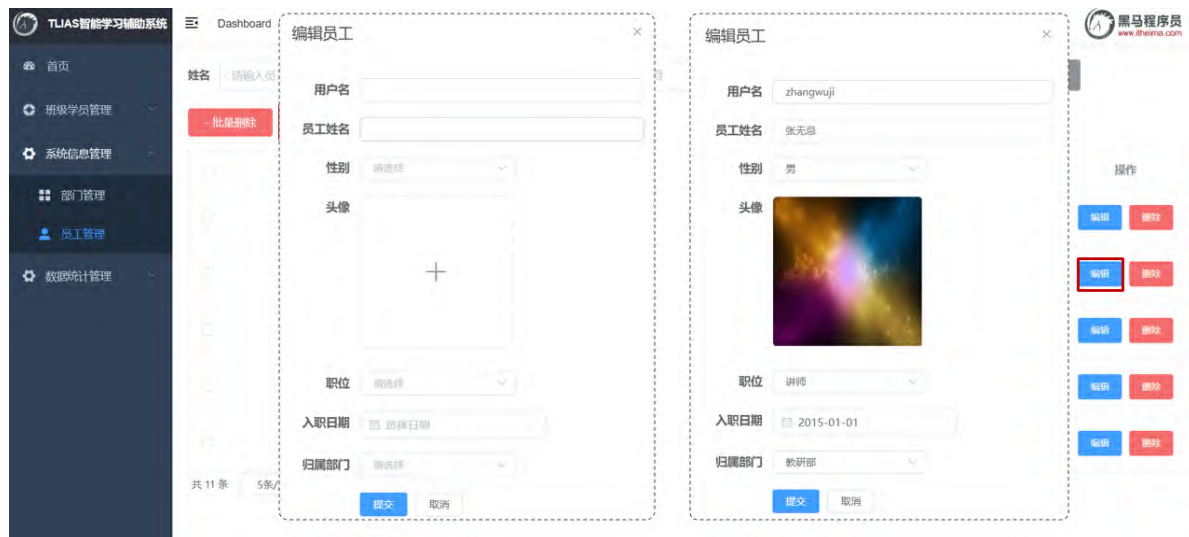 TLIAS智能学习辅助系统
Dashboard
黑马程序员
www.itheima.com
首页
班级学员管理
系统信息管理
部门管理
员工管理
数据统计管理
姓名 请输入员
- 批量删除
共 11 条 5条/
编辑员工
用户名
员工姓名
性别 请选择
头像
职位 请选择
入职日期 选择日期
归属部门 请选择
提交 取消
编辑员工
用户名 zhangwuji
员工姓名 张无忌
性别 男
头像
职位 讲师
入职日期 2015-01-01
归属部门 教研部
提交 取消
操作
编辑 删除
编辑 删除
编辑 删除
编辑 删除
编辑 删除